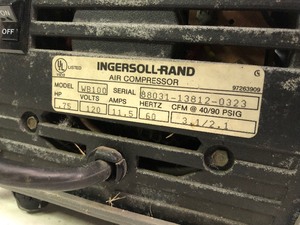 OFF
UL LISTED
INGERSOLL-RAND
AIR COMPRESSOR
97263909
MODEL WB100 SERIAL 88031-13812-0323
HP VOLTS AMPS HERTZ CFM @ 40/90 PSIG
.75 120 11.5 60 3.1/2.1